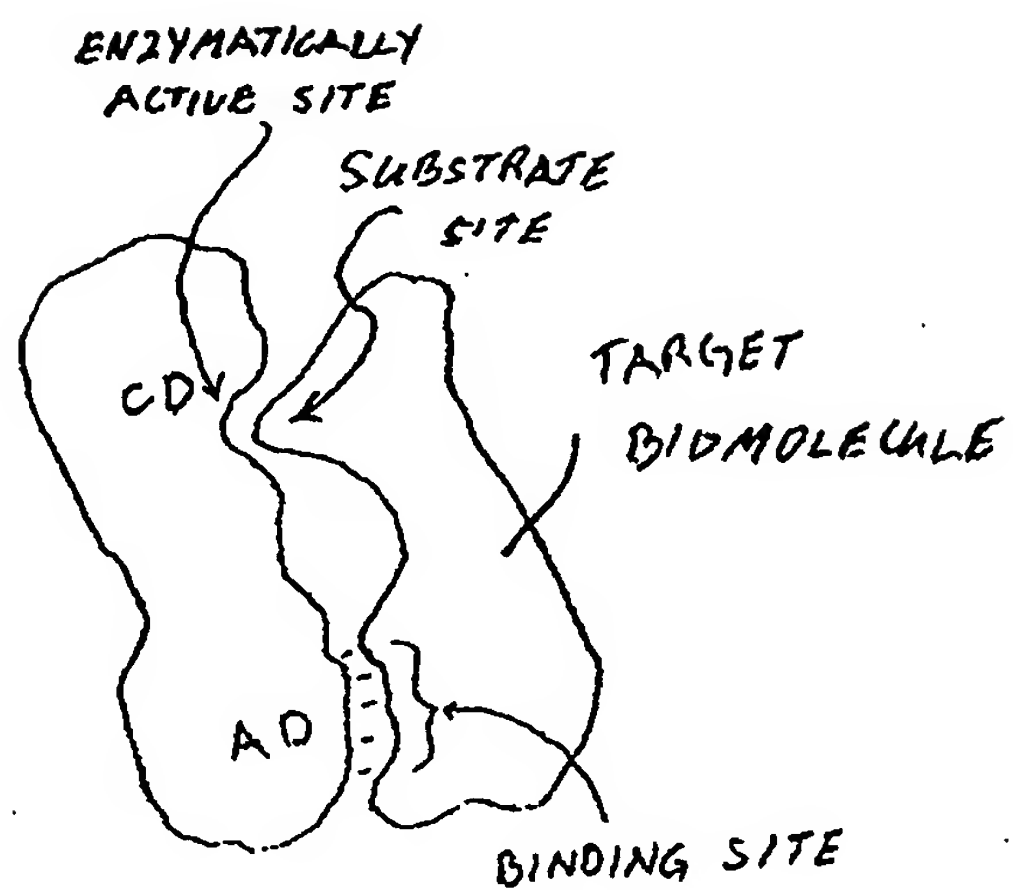 ENZYMATICALLY
ACTIVE SITE
SUBSTRATE
SITE
TARGET
BIOMOLECULE
CD
AD
BINDING SITE